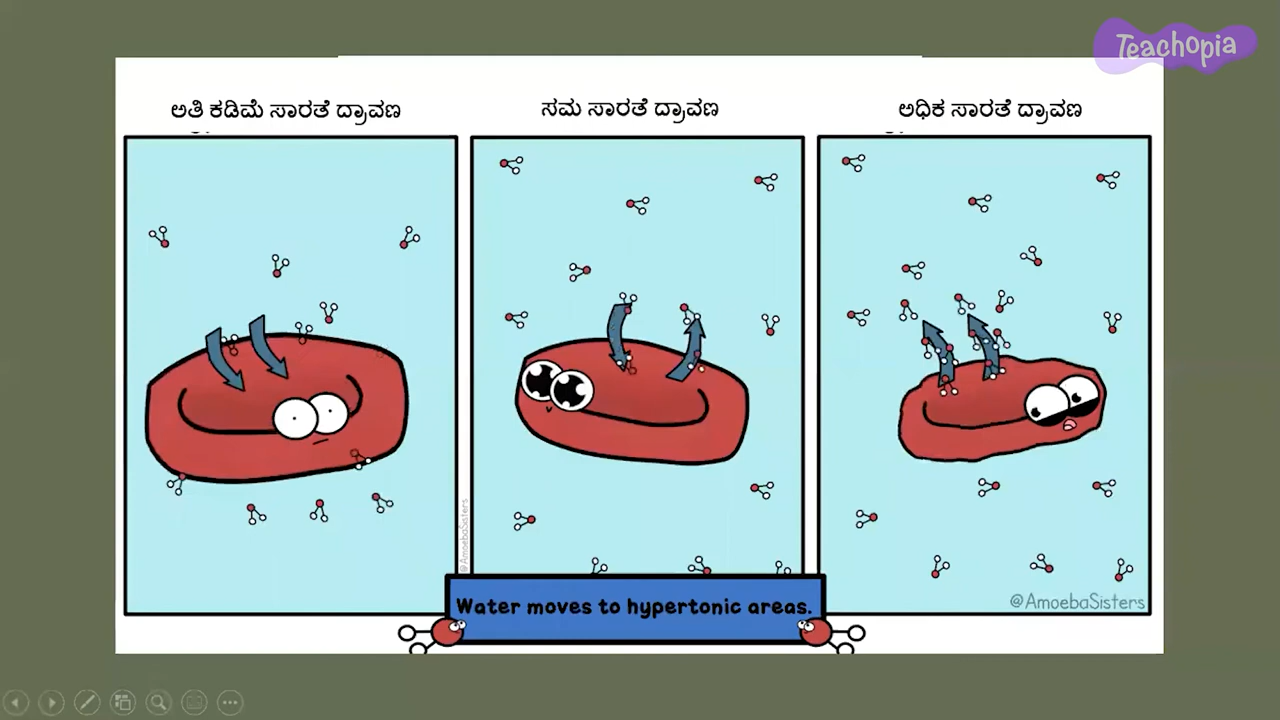 Teachopia
ಅತಿ ಕಡಿಮೆ ಸಾರತೆ ದ್ರಾವಣ
ಸಮ ಸಾರತೆ ದ್ರಾವಣ
ಅಧಿಕ ಸಾರತೆ ದ್ರಾವಣ
@AmoebaSisters
Water moves to hypertonic areas.
@AmoebaSisters